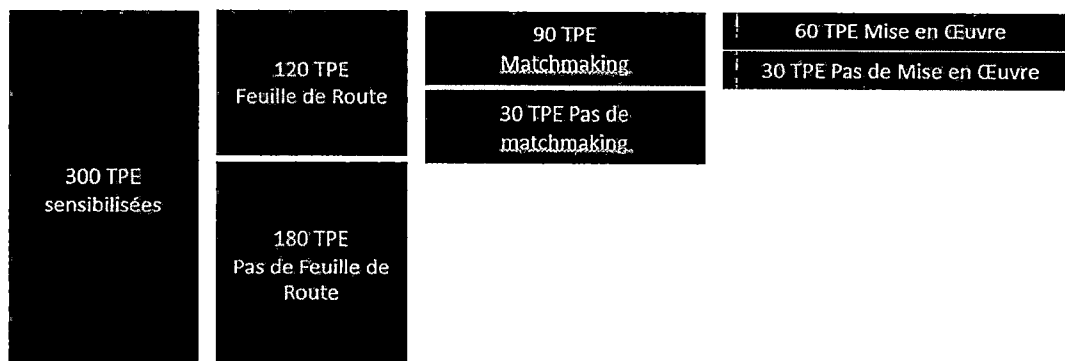 300 TPE
sensibilisées
120 TPE
Feuille de Route
180 TPE
Pas de Feuille de
Route
90 TPE
Matchmaking
30 TPE Pas de
matchmaking
60 TPE Mise en Œuvre
30 TPE Pas de Mise en Œuvre